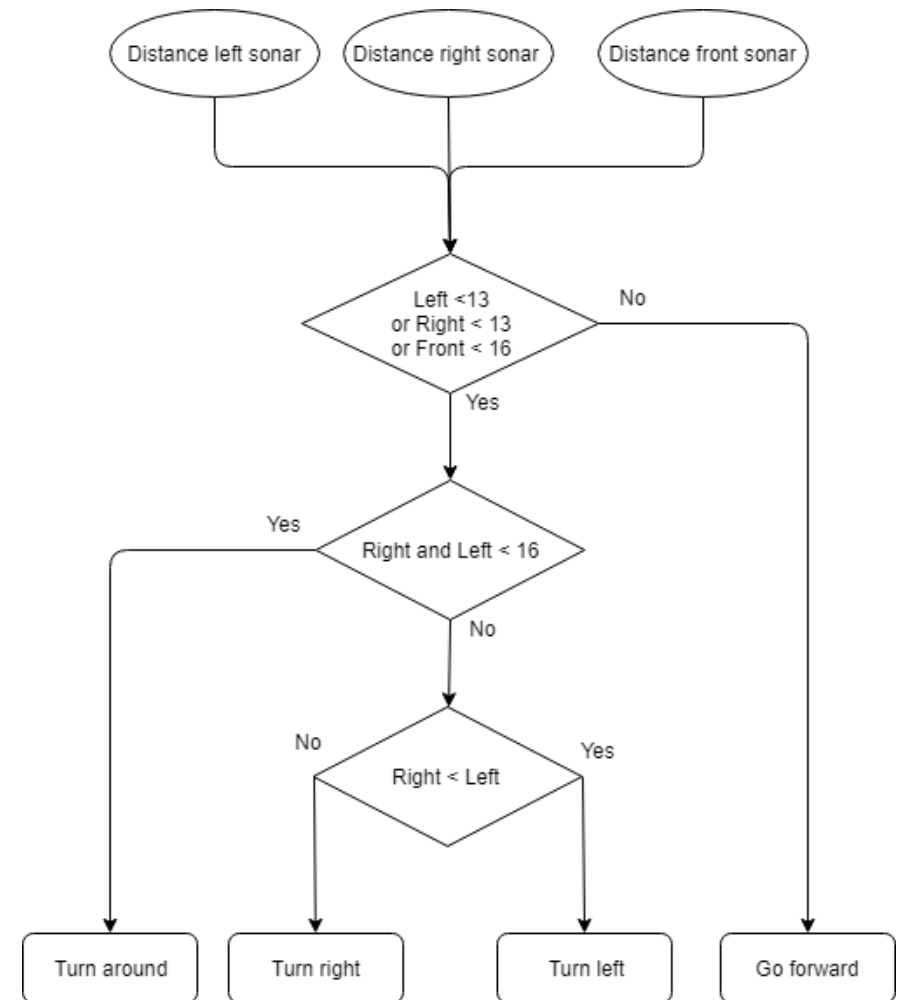 Distance left sonar
Distance right sonar
Distance front sonar
Left <13
or Right < 13
or Front < 16
No
Yes
Yes
Right and Left < 16
No
No
Yes
Right < Left
Turn around
Turn right
Turn left
Go forward